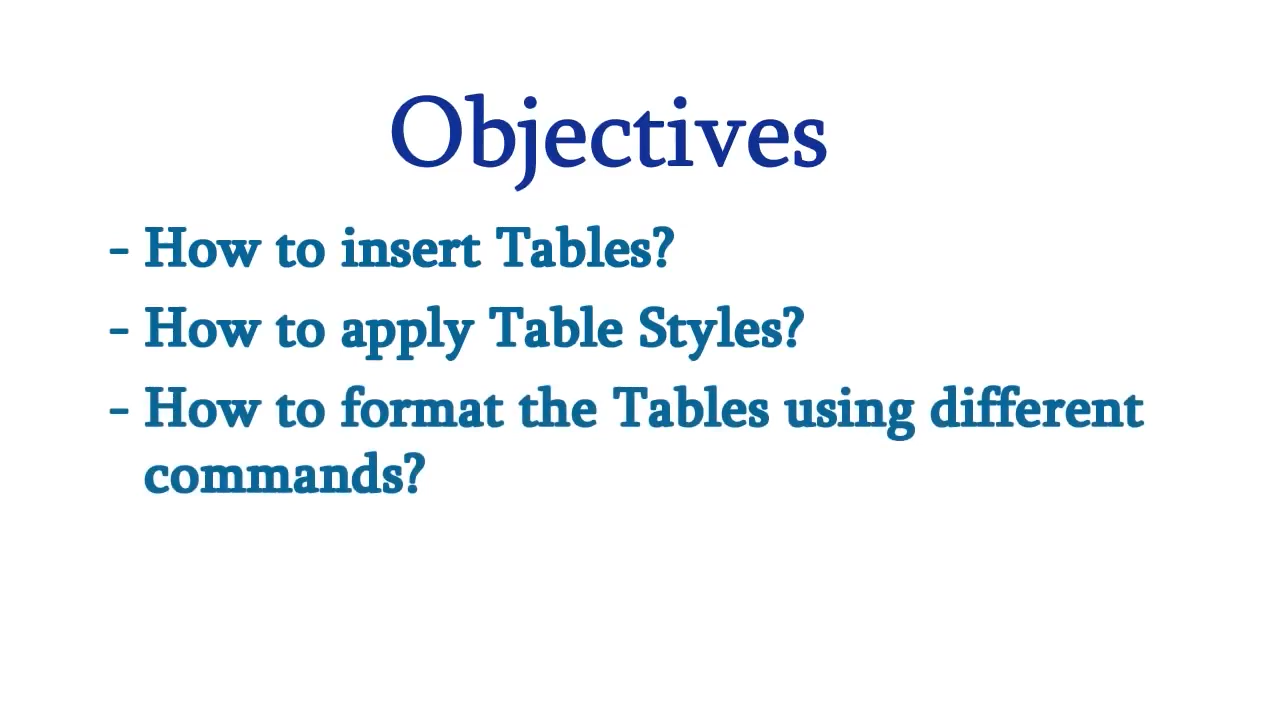 Objectives
- How to insert Tables?
- How to apply Table Styles?
- How to format the Tables using different
commands?